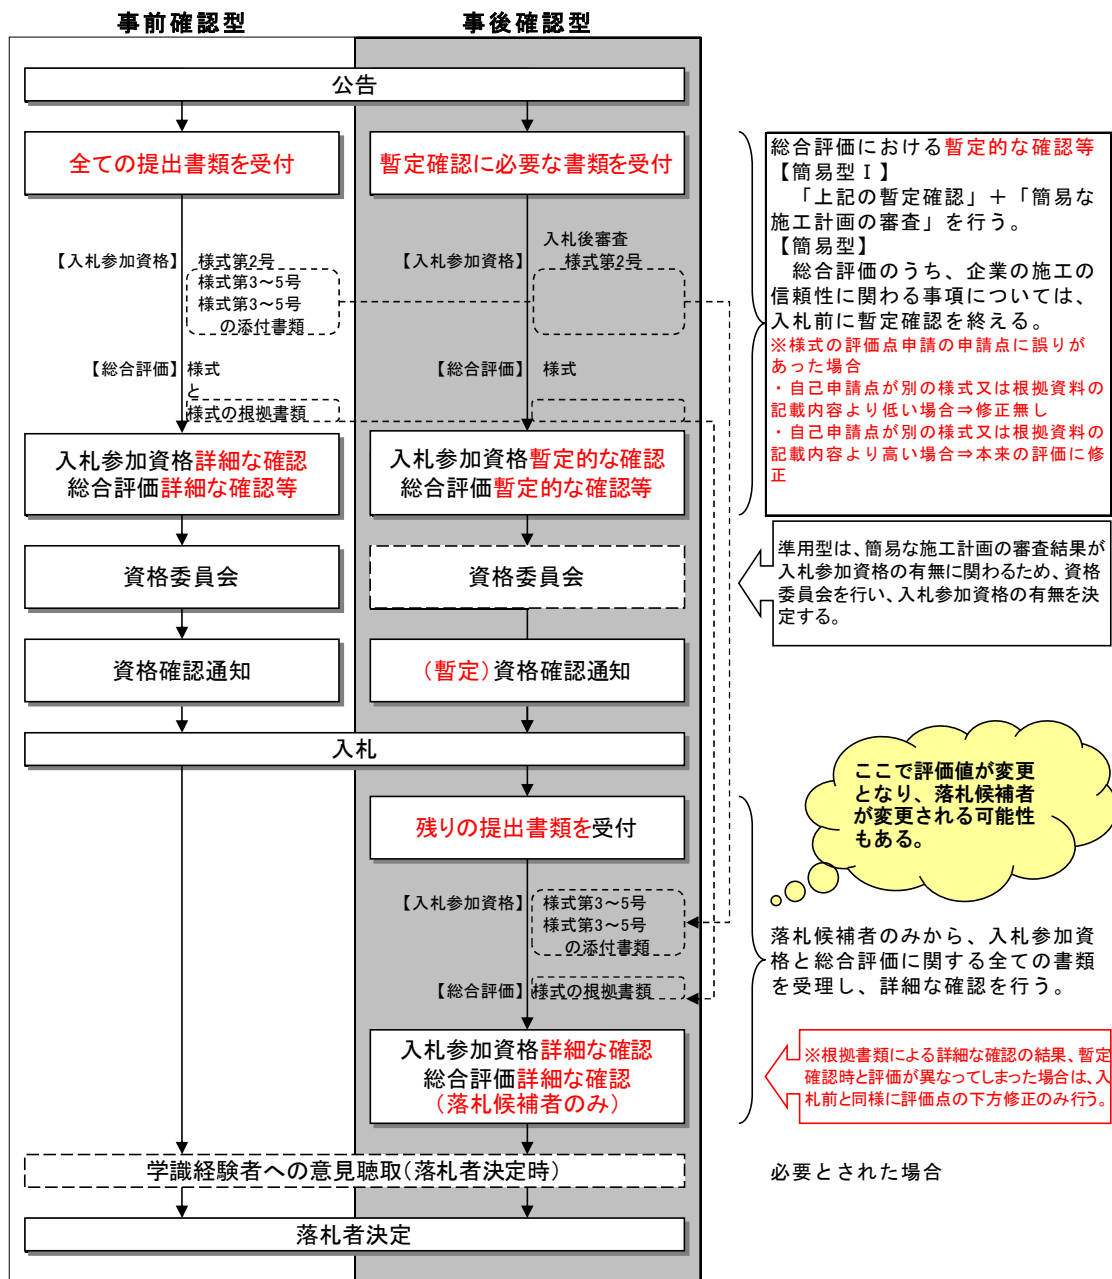 事前確認型
事後確認型
公告
全ての提出書類を受付
暫定確認に必要な書類を受付
【入札参加資格】 様式第2号
様式第3～5号
様式第3～5号
の添付書類
【総合評価】 様式
と
様式の根拠書類
入札後審査
【入札参加資格】 様式第2号
【総合評価】 様式
入札参加資格詳細な確認
総合評価詳細な確認等
入札参加資格暫定的な確認
総合評価暫定的な確認等
資格委員会
資格委員会
資格確認通知
（暫定）資格確認通知
入札
残りの提出書類を受付
【入札参加資格】 様式第3～5号
様式第3～5号
の添付書類
【総合評価】 様式の根拠書類
入札参加資格詳細な確認
総合評価詳細な確認
（落札候補者のみ）
学識経験者への意見聴取（落札者決定時）
落札者決定
総合評価における暫定的な確認等
【簡易型Ⅰ】
「上記の暫定確認」＋「簡易な
施工計画の審査」を行う。
【簡易型】
総合評価のうち、企業の施工の
信頼性に関わる事項については、
入札前に暫定確認を終える。
※様式の評価点申請の申請点に誤りが
あった場合
・自己申請点が別の様式又は根拠資料の
記載内容より低い場合⇒修正無し
・自己申請点が別の様式又は根拠資料の
記載内容より高い場合⇒本来の評価に修
正
準用型は、簡易な施工計画の審査結果が
入札参加資格の有無に関わるため、資格
委員会を行い、入札参加資格の有無を決
定する。
ここで評価値が変更
となり、落札候補者
が変更される可能性
もある。
落札候補者のみから、入札参加資
格と総合評価に関する全ての書類
を受理し、詳細な確認を行う。
※根拠書類による詳細な確認の結果、暫定
確認時と評価が異なってしまった場合は、入
札前と同様に評価点の下方修正のみ行う。
必要とされた場合